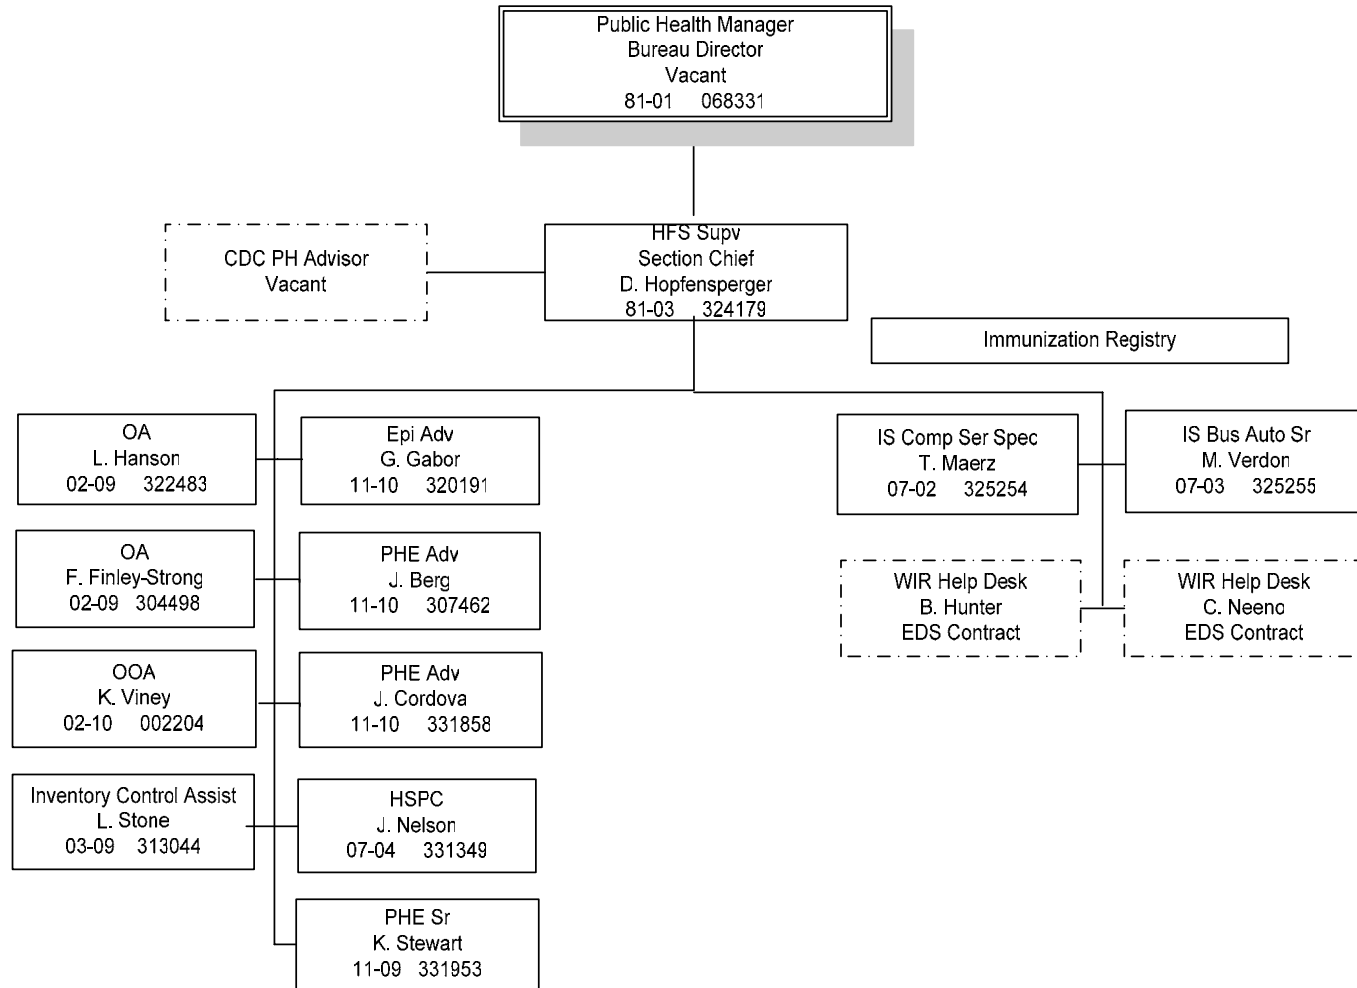 Public Health Manager
Bureau Director
Vacant
81-01 068331
CDC PH Advisor
Vacant
HFS Supv
Section Chief
D. Hopfensperger
81-03 324179
Immunization Registry
OA
L. Hanson
02-09 322483
Epi Adv
G. Gabor
11-10 320191
IS Comp Ser Spec
T. Maerz
07-02 325254
IS Bus Auto Sr
M. Verdon
07-03 325255
OA
F. Finley-Strong
02-09 304498
PHE Adv
J. Berg
11-10 307462
WIR Help Desk
B. Hunter
EDS Contract
WIR Help Desk
C. Neeno
EDS Contract
OOA
K. Viney
02-10 002204
PHE Adv
J. Cordova
11-10 331858
Inventory Control Assist
L. Stone
03-09 313044
HSPC
J. Nelson
07-04 331349
PHE Sr
K. Stewart
11-09 331953